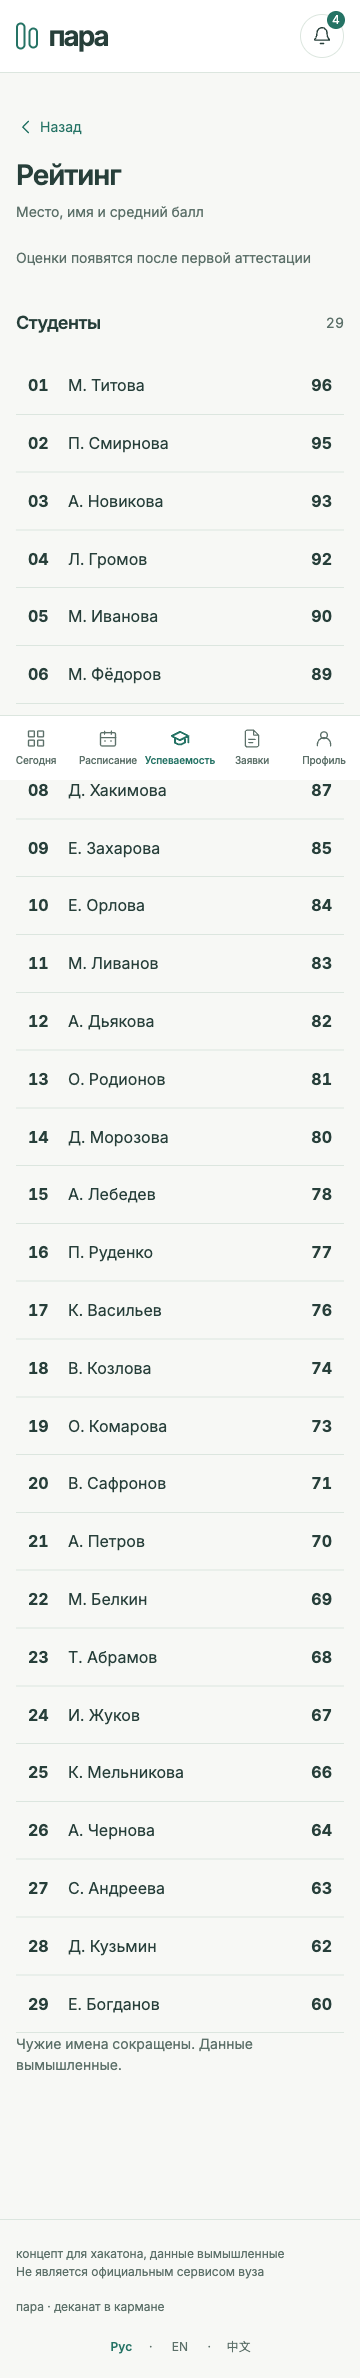 пара
4
Назад
Рейтинг
Место, имя и средний балл
Оценки появятся после первой аттестации
Студенты 29
01 М. Титова 96
02 П. Смирнова 95
03 А. Новикова 93
04 Л. Громов 92
05 М. Иванова 90
06 М. Фёдоров 89
Сегодня Расписание Успеваемость Заявки Профиль
08 Д. Хакимова 87
09 Е. Захарова 85
10 Е. Орлова 84
11 М. Ливанов 83
12 А. Дьякова 82
13 О. Родионов 81
14 Д. Морозова 80
15 А. Лебедев 78
16 П. Руденко 77
17 К. Васильев 76
18 В. Козлова 74
19 О. Комарова 73
20 В. Сафронов 71
21 А. Петров 70
22 М. Белкин 69
23 Т. Абрамов 68
24 И. Жуков 67
25 К. Мельникова 66
26 А. Чернова 64
27 С. Андреева 63
28 Д. Кузьмин 62
29 Е. Богданов 60
Чужие имена сокращены. Данные
вымышленные.
концепт для хакатона, данные вымышленные
Не является официальным сервисом вуза
пара · деканат в кармане
Рус · EN · 中文